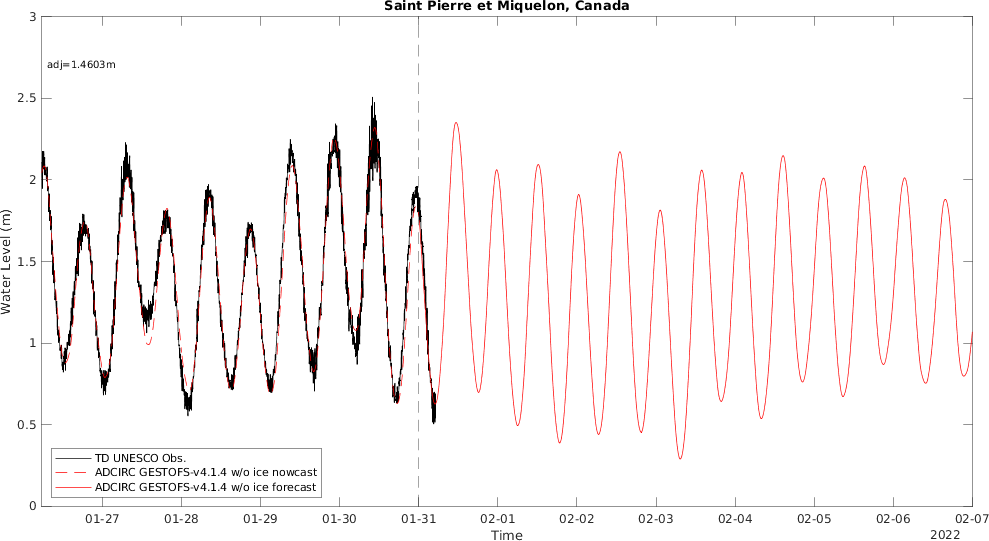 Saint Pierre et Miquelon, Canada
3
adj=1.4603m
2.5
2
Water Level (m)
1.5
1
0.5
TD UNESCO Obs.
ADCIRC GESTOFS-v4.1.4 w/o ice nowcast
ADCIRC GESTOFS-v4.1.4 w/o ice forecast
0
01-27 01-28 01-29 01-30 01-31 02-01 02-02 02-03 02-04 02-05 02-06 02-07
Time
2022